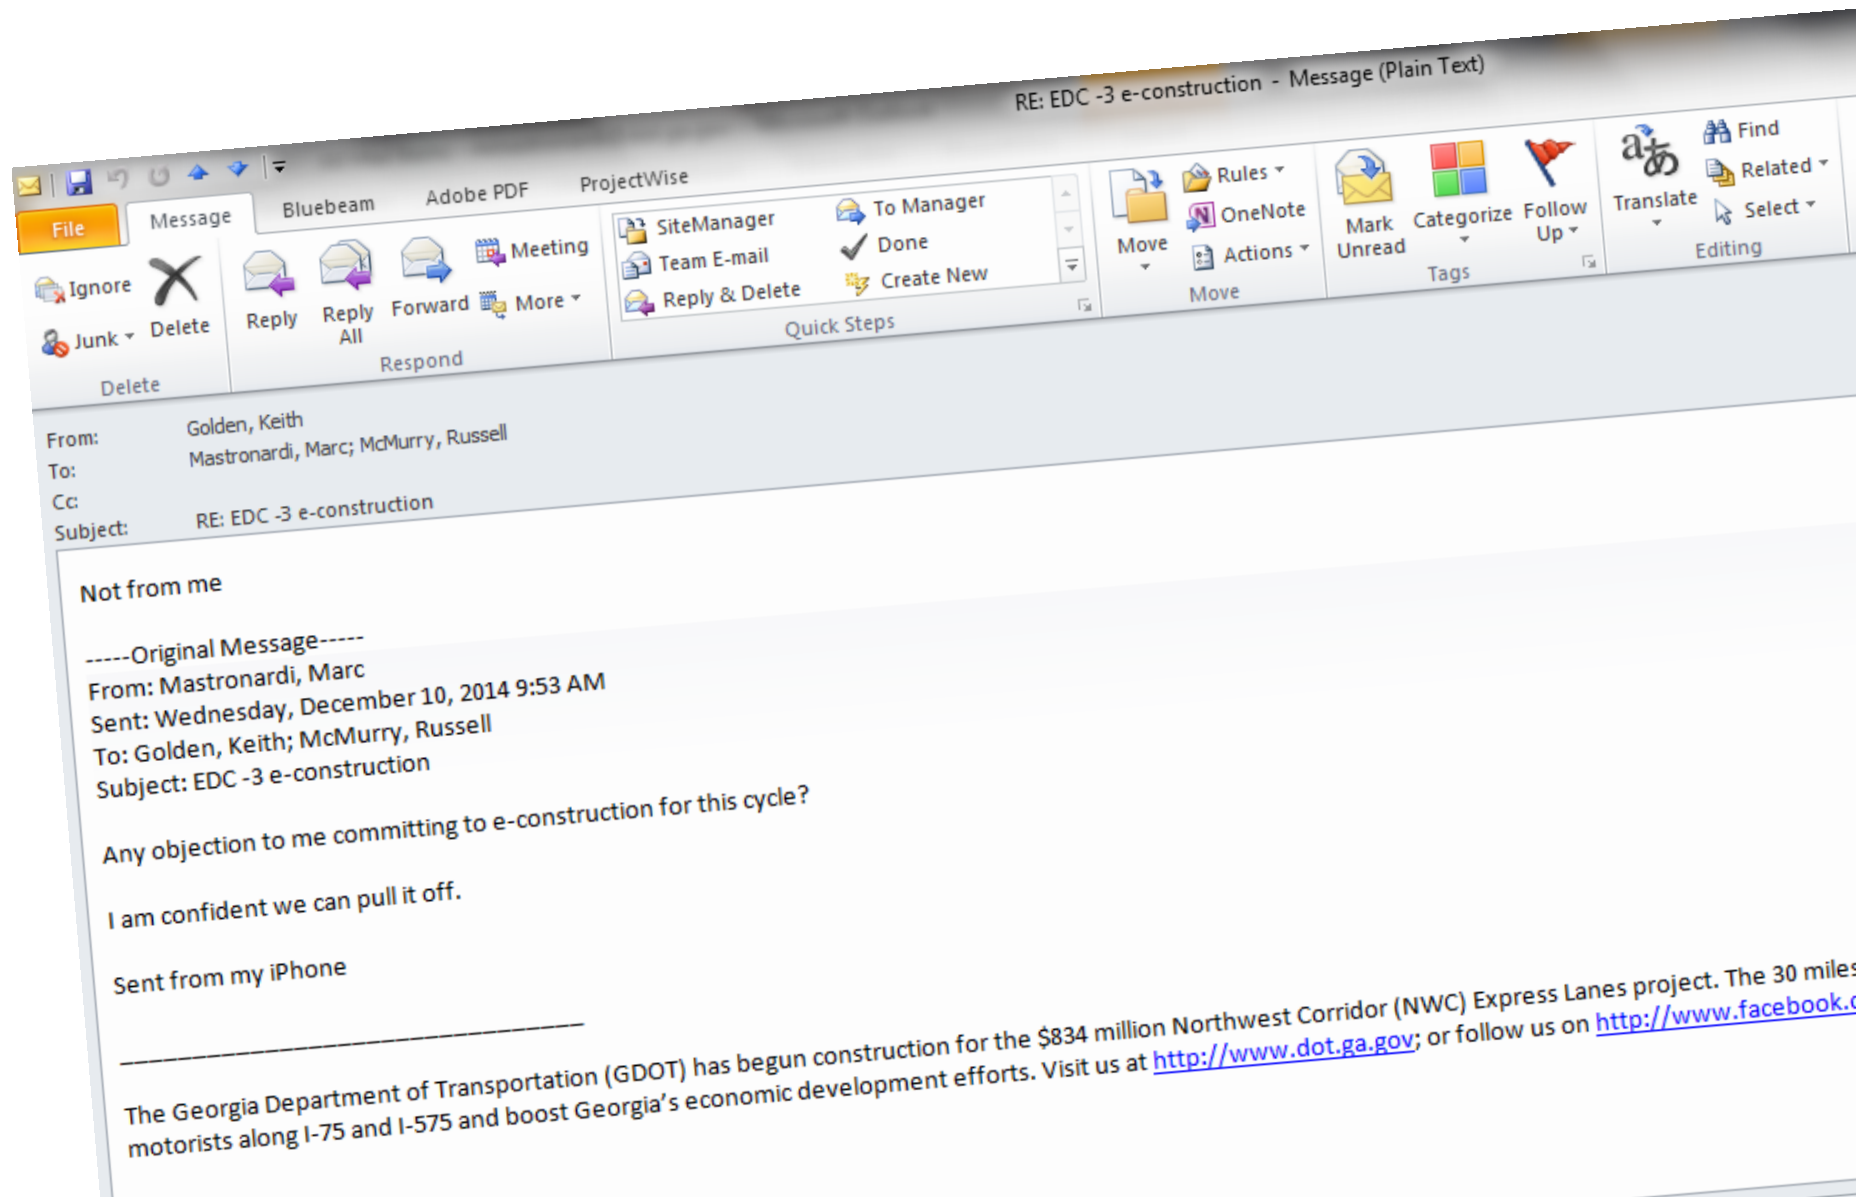 RE: EDC -3 e-construction - Message (Plain Text)
File
Message
Bluebeam
Adobe PDF
ProjectWise
Ignore
Junk
Delete
Delete
Reply
Reply
All
Forward
Meeting
More
Respond
SiteManager
Team E-mail
Reply & Delete
To Manager
Done
Create New
Quick Steps
Move
Rules
OneNote
Actions
Move
Mark
Unread
Categorize
Follow
Up
Tags
Translate
Find
Related
Select
Editing
From: Golden, Keith
To: Mastronardi, Marc; McMurry, Russell
Cc:
Subject: RE: EDC -3 e-construction
Not from me
-----Original Message-----
From: Mastronardi, Marc
Sent: Wednesday, December 10, 2014 9:53 AM
To: Golden, Keith; McMurry, Russell
Subject: EDC -3 e-construction
Any objection to me committing to e-construction for this cycle?
I am confident we can pull it off.
Sent from my iPhone
________________________________
The Georgia Department of Transportation (GDOT) has begun construction for the $834 million Northwest Corridor (NWC) Express Lanes project. The 30 miles
motorists along I-75 and I-575 and boost Georgia’s economic development efforts. Visit us at http://www.dot.ga.gov; or follow us on http://www.facebook.